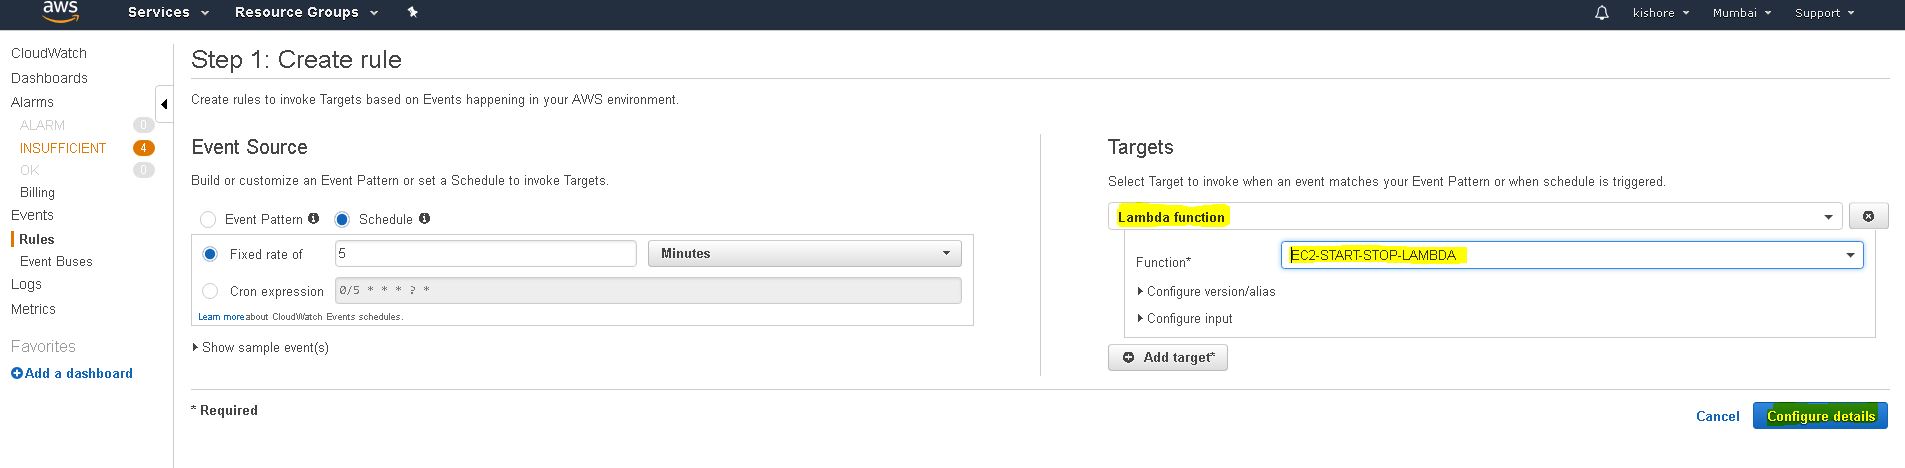 aws Services Resource Groups kishore Mumbai Support
CloudWatch
Dashboards
Alarms
ALARM 0
INSUFFICIENT 4
OK 0
Billing
Events
Rules
Event Buses
Logs
Metrics
Favorites
Add a dashboard
Step 1: Create rule
Create rules to invoke Targets based on Events happening in your AWS environment.
Event Source
Build or customize an Event Pattern or set a Schedule to invoke Targets.
Event Pattern Schedule
Fixed rate of 5 Minutes
Cron expression 0/5 * * * ? *
Learn more about CloudWatch Events schedules.
Show sample event(s)
Targets
Select Target to invoke when an event matches your Event Pattern or when schedule is triggered.
Lambda function
Function* EC2-START-STOP-LAMBDA
Configure version/alias
Configure input
Add target*
* Required
Cancel Configure details